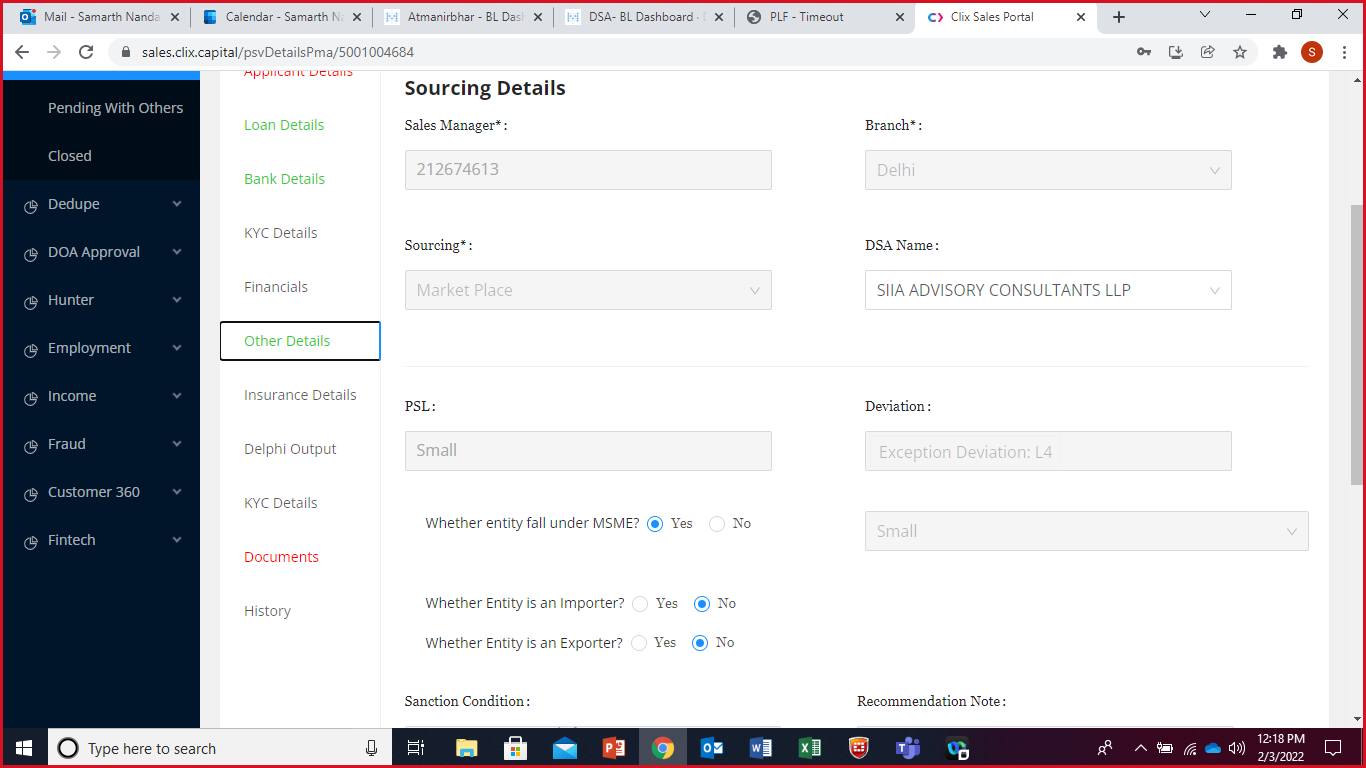 Mail - Samarth Nanda
Calendar - Samarth N
Atmanirbhar - BL Dash
DSA- BL Dashboard -
PLF - Timeout
Clix Sales Portal
sales.clix.capital/psvDetailsPma/5001004684
S
Pending With Others
Closed
Dedupe
DOA Approval
Hunter
Employment
Income
Fraud
Customer 360
Fintech
Applicant Details
Loan Details
Bank Details
KYC Details
Financials
Other Details
Insurance Details
Delphi Output
KYC Details
Documents
History
Sourcing Details
Sales Manager*:
Branch*:
212674613
Delhi
Sourcing*:
DSA Name:
Market Place
SIIA ADVISORY CONSULTANTS LLP
PSL:
Deviation:
Small
Exception Deviation: L4
Whether entity fall under MSME? Yes No
Small
Whether Entity is an Importer? Yes No
Whether Entity is an Exporter? Yes No
Sanction Condition:
Recommendation Note:
Type here to search
12:18 PM
2/3/2022